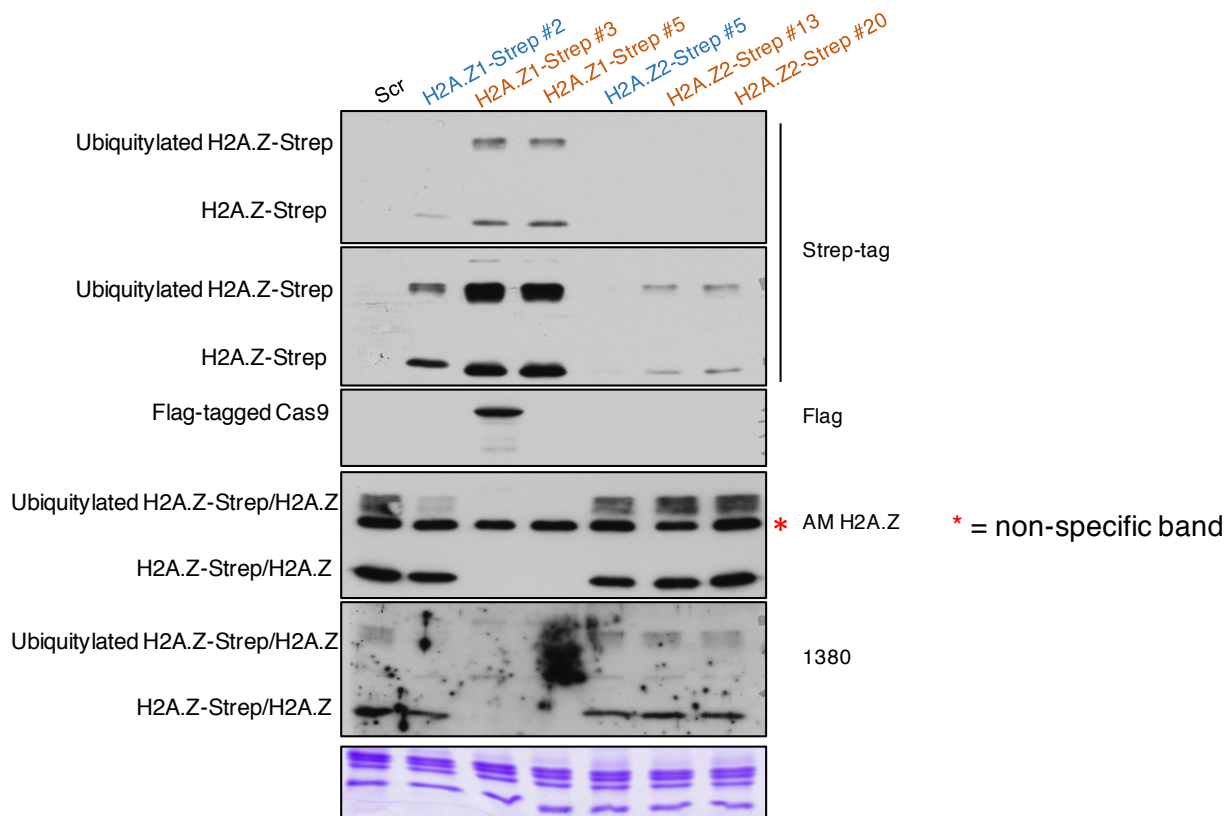 Scr
H2A.Z1-Strep #2
H2A.Z1-Strep #3
H2A.Z1-Strep #5
H2A.Z2-Strep #5
H2A.Z2-Strep #13
H2A.Z2-Strep #20
Ubiquitylated H2A.Z-Strep
H2A.Z-Strep
Strep-tag
Ubiquitylated H2A.Z-Strep
H2A.Z-Strep
Flag-tagged Cas9
Flag
Ubiquitylated H2A.Z-Strep/H2A.Z
* AM H2A.Z
* = non-specific band
H2A.Z-Strep/H2A.Z
Ubiquitylated H2A.Z-Strep/H2A.Z
1380
H2A.Z-Strep/H2A.Z